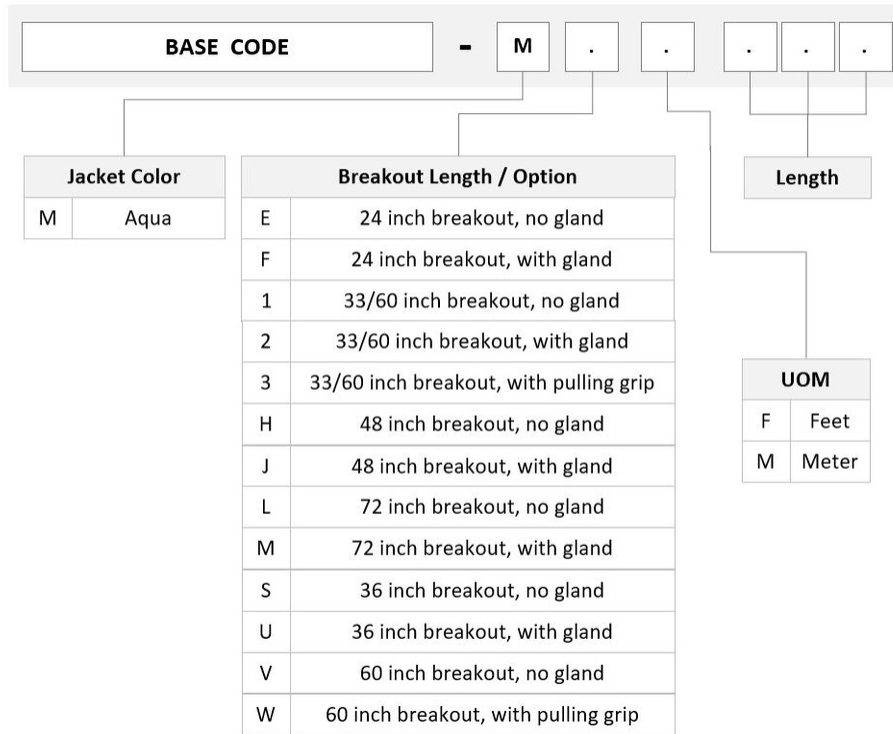 BASE CODE - M . . . . .
Jacket Color
M Aqua
Breakout Length / Option
E 24 inch breakout, no gland
F 24 inch breakout, with gland
1 33/60 inch breakout, no gland
2 33/60 inch breakout, with gland
3 33/60 inch breakout, with pulling grip
H 48 inch breakout, no gland
J 48 inch breakout, with gland
L 72 inch breakout, no gland
M 72 inch breakout, with gland
S 36 inch breakout, no gland
U 36 inch breakout, with gland
V 60 inch breakout, no gland
W 60 inch breakout, with pulling grip
Length
UOM
F Feet
M Meter